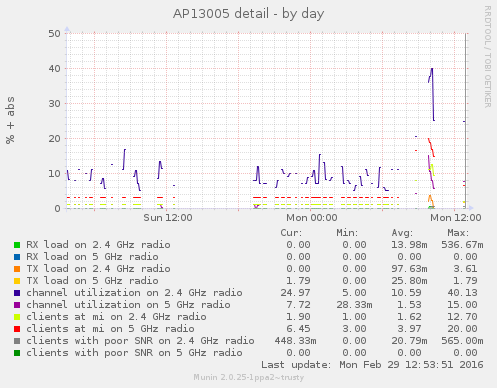 AP13005 detail - by day
RRDTOOL / TOBI OETIKER
% + abs
50
40
30
20
10
0
Sun 12:00 Mon 00:00 Mon 12:00
Cur: Min: Avg: Max:
RX load on 2.4 GHz radio 0.00 0.00 13.98m 536.67m
RX load on 5 GHz radio 0.00 0.00 0.00 0.00
TX load on 2.4 GHz radio 0.00 0.00 97.63m 3.61
TX load on 5 GHz radio 1.79 0.00 25.80m 1.79
channel utilization on 2.4 GHz radio 24.97 5.00 10.59 40.13
channel utilization on 5 GHz radio 7.72 28.33m 1.53 15.00
clients at mi on 2.4 GHz radio 1.90 1.00 1.62 12.70
clients at mi on 5 GHz radio 6.45 3.00 3.97 20.00
clients with poor SNR on 2.4 GHz radio 448.33m 0.00 20.79m 565.00m
clients with poor SNR on 5 GHz radio 0.00 0.00 0.00 0.00
Last update: Mon Feb 29 12:53:51 2016
Munin 2.0.25-1ppa2~trusty